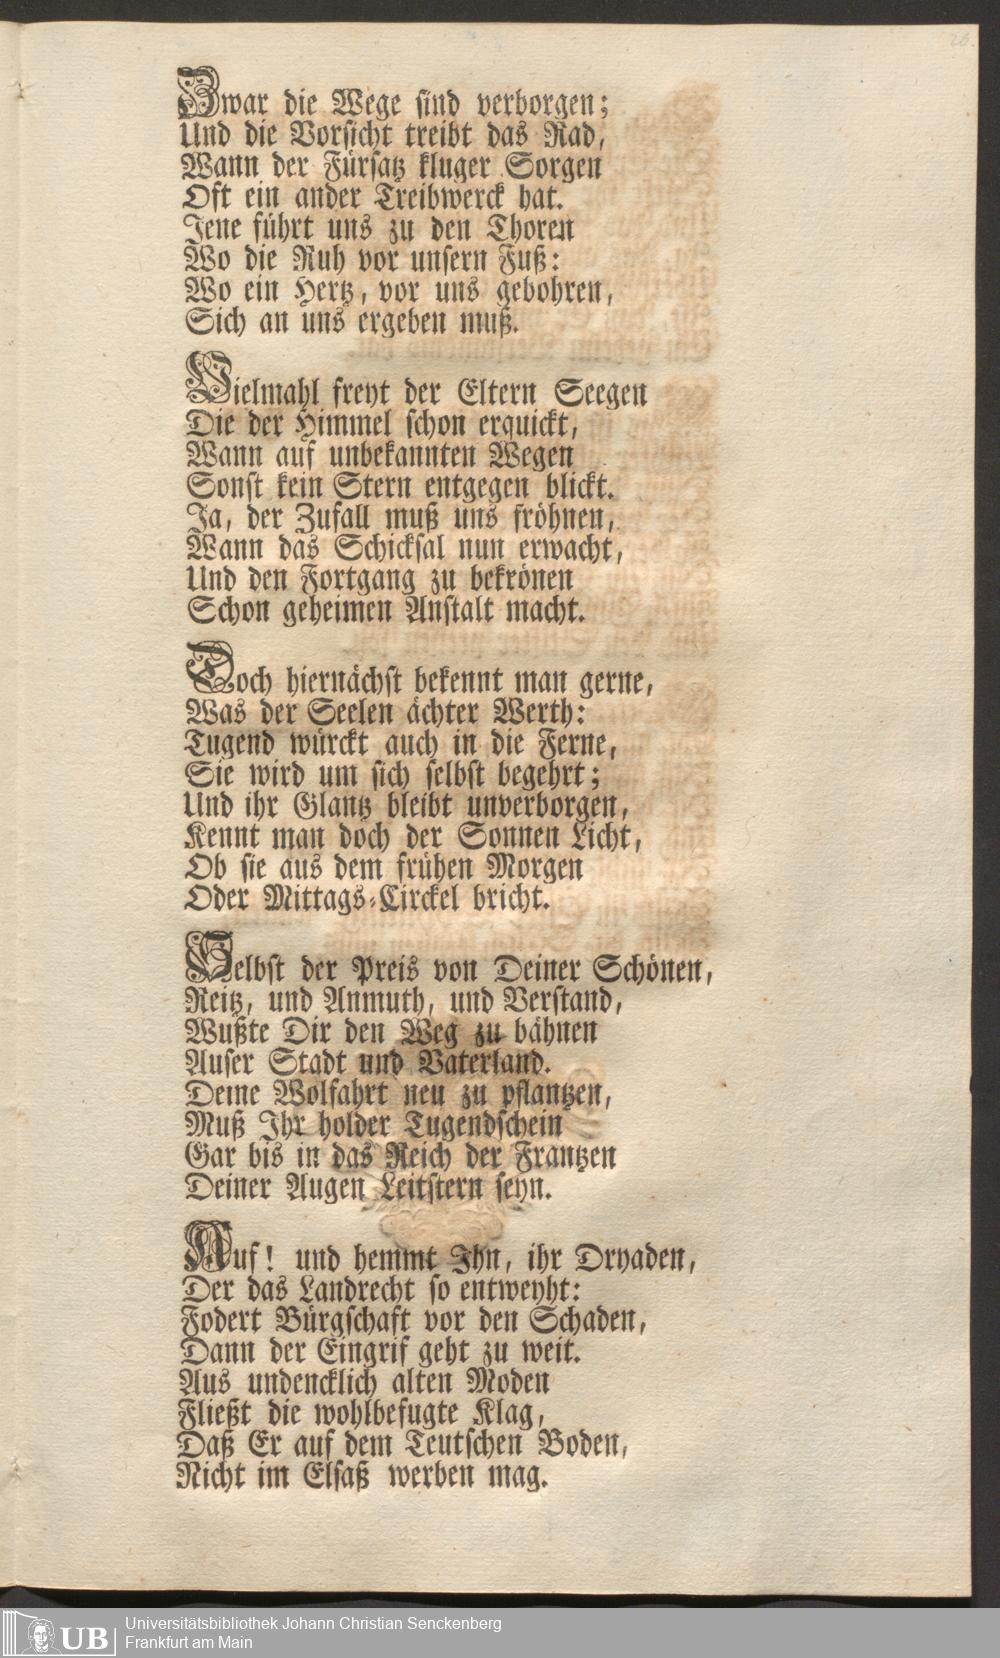 Zwar die Wege sind verborgen;
Und die Vorsicht treibt das Rad,
Wann der Fürsatz kluger Sorgen
Oft ein ander Treibwerck hat.
Jene führt uns zu den Thoren
Wo die Ruh vor unsern Fuß:
Wo ein Hertz, vor uns gebohren,
Sich an uns ergeben muß.
Vielmahl freyt der Eltern Seegen
Die der Himmel schon erquickt,
Wann auf unbekannten Wegen
Sonst kein Stern entgegen blickt.
Ja, der Zufall muß uns fröhnen,
Wann das Schicksal nun erwacht,
Und den Fortgang zu bekrönen
Schon geheimen Anstalt macht.
Doch hiernächst bekennt man gerne,
Was der Seelen ächter Werth:
Tugend würckt auch in die Ferne,
Sie wird um sich selbst begehrt;
Und ihr Glantz bleibt unverborgen,
Kennt man doch der Sonnen Licht,
Ob sie aus dem frühen Morgen
Oder Mittags-Circkel bricht.
Selbst der Preis von Deiner Schönen,
Reitz, und Anmuth, und Verstand,
Wußte Dir den Weg zu bähnen
Auser Stadt und Vaterland.
Deine Wolfahrt neu zu pflantzen,
Muß Ihr holder Tugendschein
Gar bis in das Reich der Frantzen
Deiner Augen Leitstern seyn.
Auf! und hemmt Ihn, ihr Dryaden,
Der das Landrecht so entweyht:
Fodert Bürgschaft vor den Schaden,
Dann der Eingrif geht zu weit.
Aus undencklich alten Moden
Fließt die wohlbefugte Klag,
Daß Er auf dem Teutschen Boden,
Nicht im Elsaß werben mag.
UB
Universitätsbibliothek Johann Christian Senckenberg
Frankfurt am Main